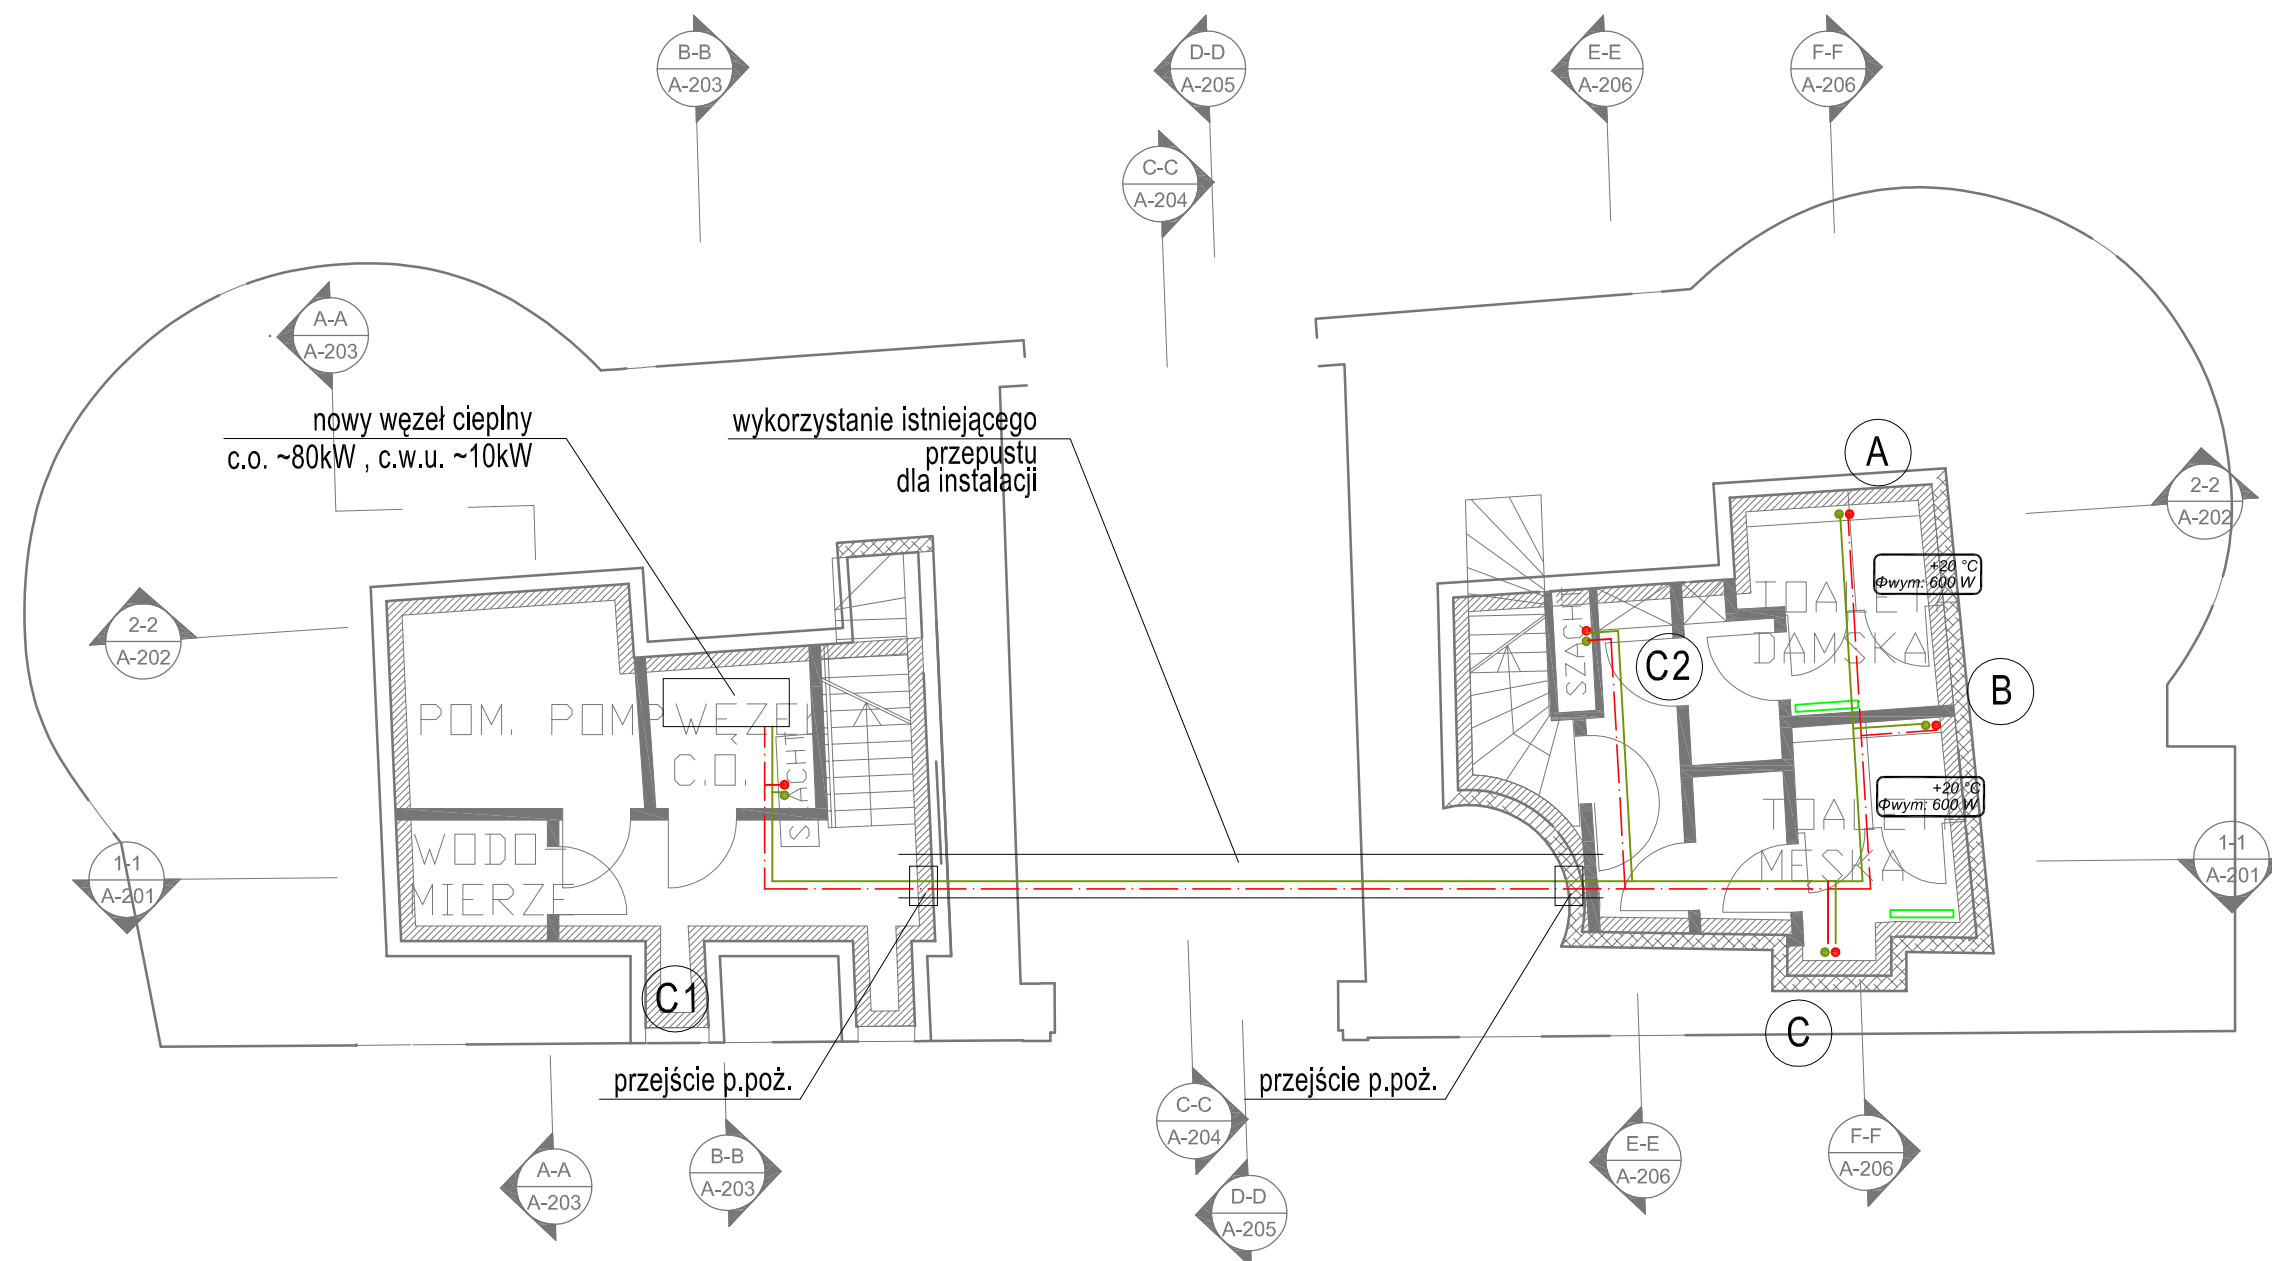 B-B
A-203
D-D
A-205
E-E
A-206
F-F
A-206
C-C
A-204
A-A
A-203
nowy węzeł cieplny
c.o. ~80kW , c.w.u. ~10kW
wykorzystanie istniejącego
przepustu
dla instalacji
A
2-2
A-202
+20 °C
Φwym: 600 W
TOALETA
DAMSKA
SZACHT
C2
B
2-2
A-202
POM. POMP
WĘZEŁ
C.O.
SZACHT
+20 °C
Φwym: 600 W
TOALETA
MĘSKA
WODO
MIERZE
1-1
A-201
1-1
A-201
C1
C
przejście p.poż.
przejście p.poż.
C-C
A-204
A-A
A-203
B-B
A-203
D-D
A-205
E-E
A-206
F-F
A-206